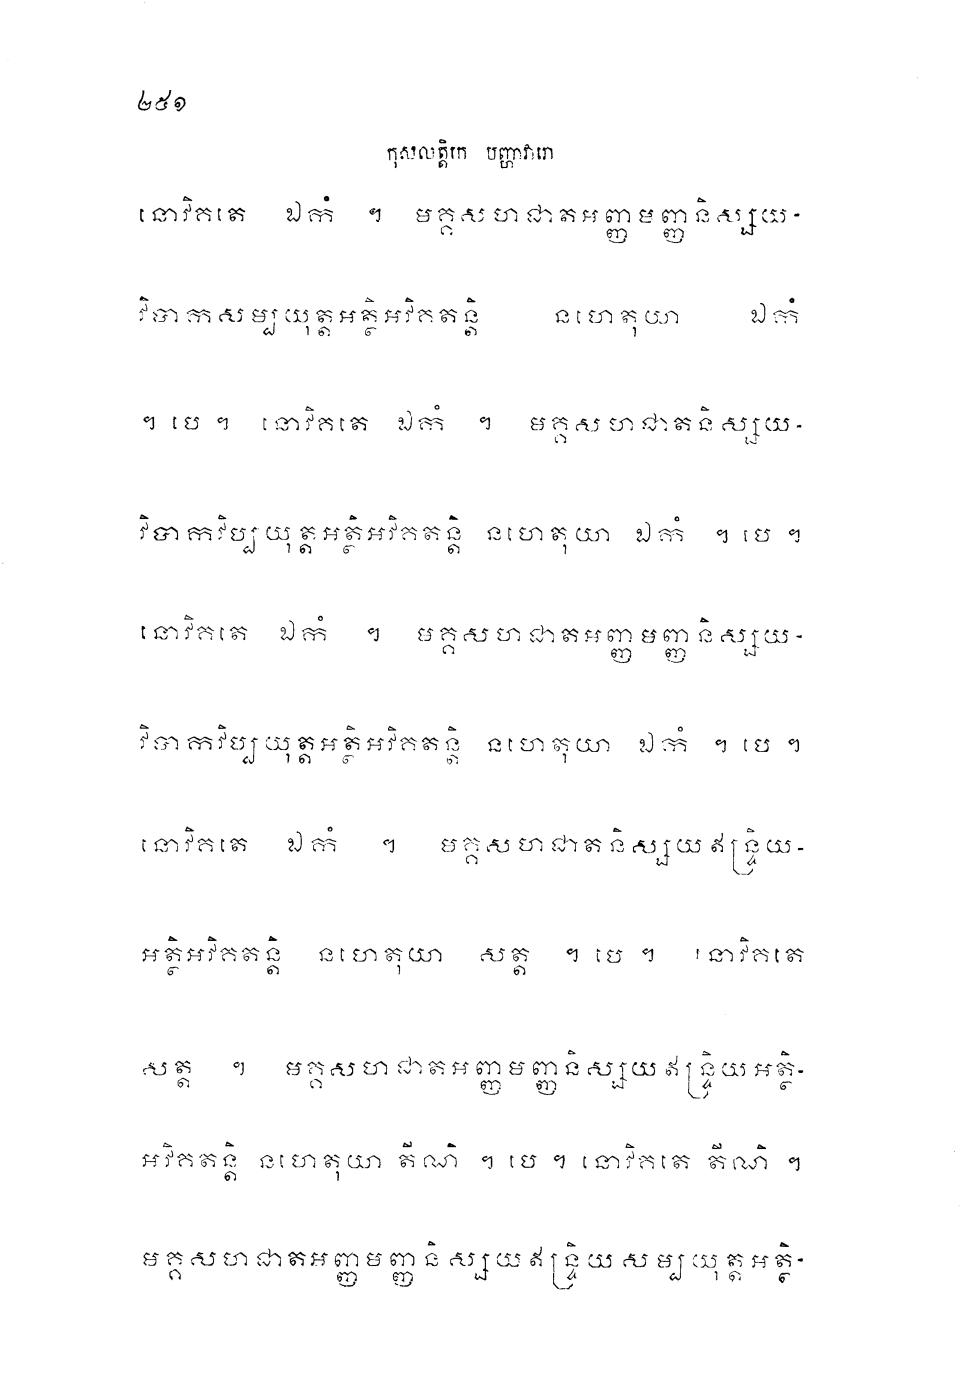 ២៥១
កុសលត្តិកេ បញ្ហាវារោ
នោវិគតេ ឯកំ ។ មគ្គសហជាតអញ្ញមញ្ញនិស្សយ-
វិបាកសម្បយុត្តអត្ថិអវិគតន្តិ នហេតុយា ឯកំ
។ បេ ។ នោវិគតេ ឯកំ ។ មគ្គសហជាតនិស្សយ-
វិបាកវិប្បយុត្តអត្ថិអវិគតន្តិ នហេតុយា ឯកំ ។ បេ ។
នោវិគតេ ឯកំ ។ មគ្គសហជាតអញ្ញមញ្ញនិស្សយ-
វិបាកវិប្បយុត្តអត្ថិអវិគតន្តិ នហេតុយា ឯកំ ។ បេ ។
នោវិគតេ ឯកំ ។ មគ្គសហជាតនិស្សយឥន្ទ្រិយ-
អត្ថិអវិគតន្តិ នហេតុយា សត្ត ។ បេ ។ នោវិគតេ
សត្ត ។ មគ្គសហជាតអញ្ញមញ្ញនិស្សយឥន្ទ្រិយអត្ថិ-
អវិគតន្តិ នហេតុយា តីណិ ។ បេ ។ នោវិគតេ តីណិ ។
មគ្គសហជាតអញ្ញមញ្ញនិស្សយឥន្ទ្រិយសម្បយុត្តអត្ថិ-